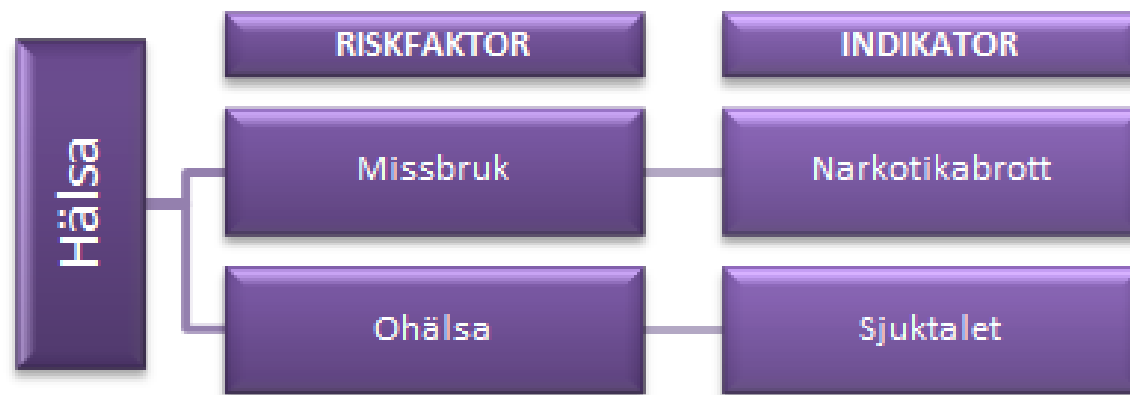 Hälsa
RISKFAKTOR
INDIKATOR
Missbruk
Narkotikabrott
Ohälsa
Sjuktalet